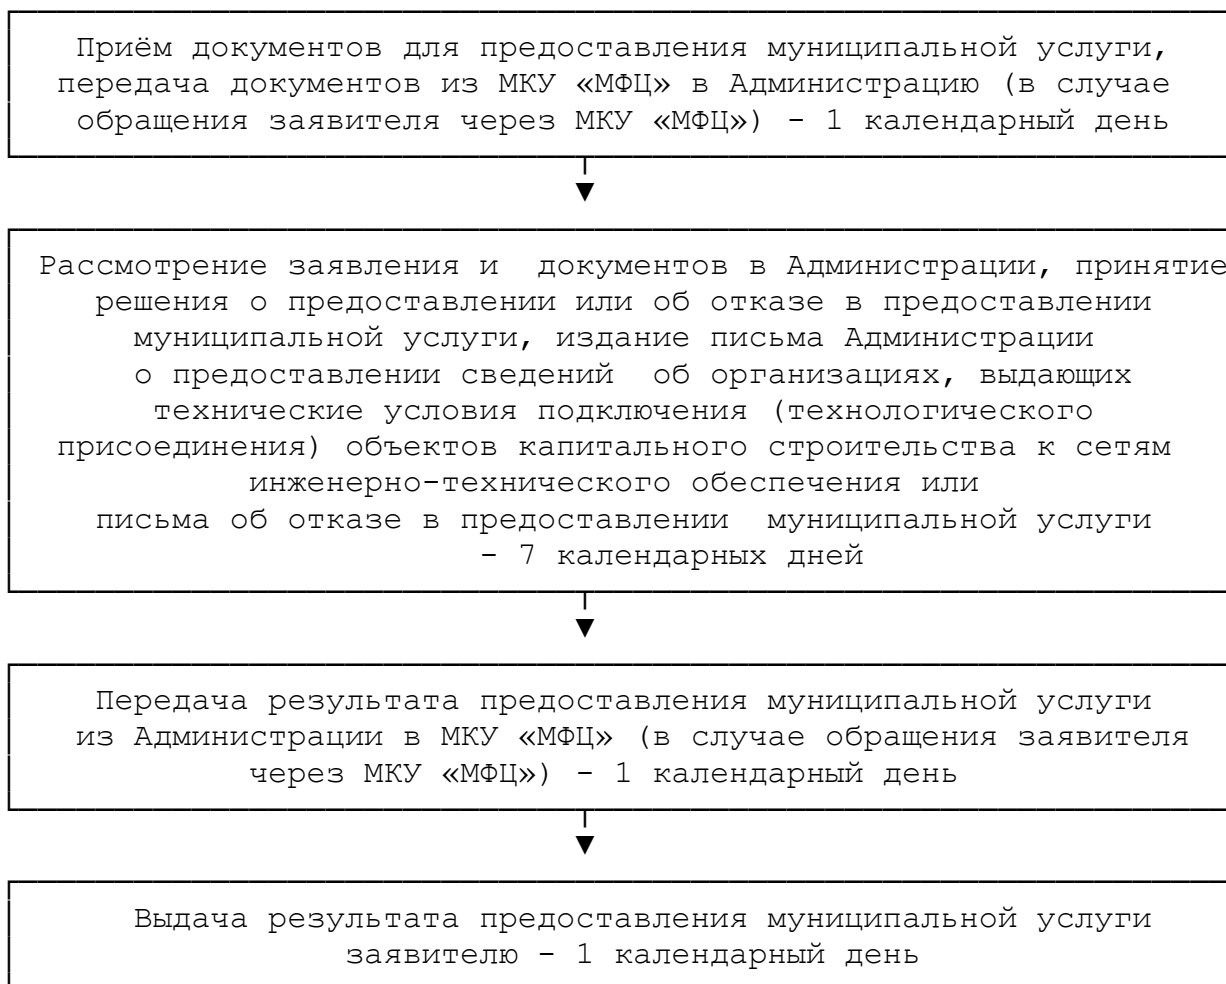 Приём документов для предоставления муниципальной услуги,
передача документов из МКУ «МФЦ» в Администрацию (в случае
обращения заявителя через МКУ «МФЦ») - 1 календарный день
Рассмотрение заявления и документов в Администрации, принятие
решения о предоставлении или об отказе в предоставлении
муниципальной услуги, издание письма Администрации
о предоставлении сведений об организациях, выдающих
технические условия подключения (технологического
присоединения) объектов капитального строительства к сетям
инженерно-технического обеспечения или
письма об отказе в предоставлении муниципальной услуги
- 7 календарных дней
Передача результата предоставления муниципальной услуги
из Администрации в МКУ «МФЦ» (в случае обращения заявителя
через МКУ «МФЦ») - 1 календарный день
Выдача результата предоставления муниципальной услуги
заявителю - 1 календарный день